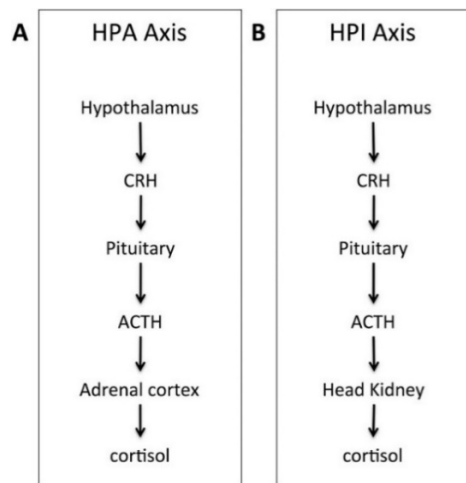 A
HPA Axis
Hypothalamus
CRH
Pituitary
ACTH
Adrenal cortex
cortisol
B
HPI Axis
Hypothalamus
CRH
Pituitary
ACTH
Head Kidney
cortisol